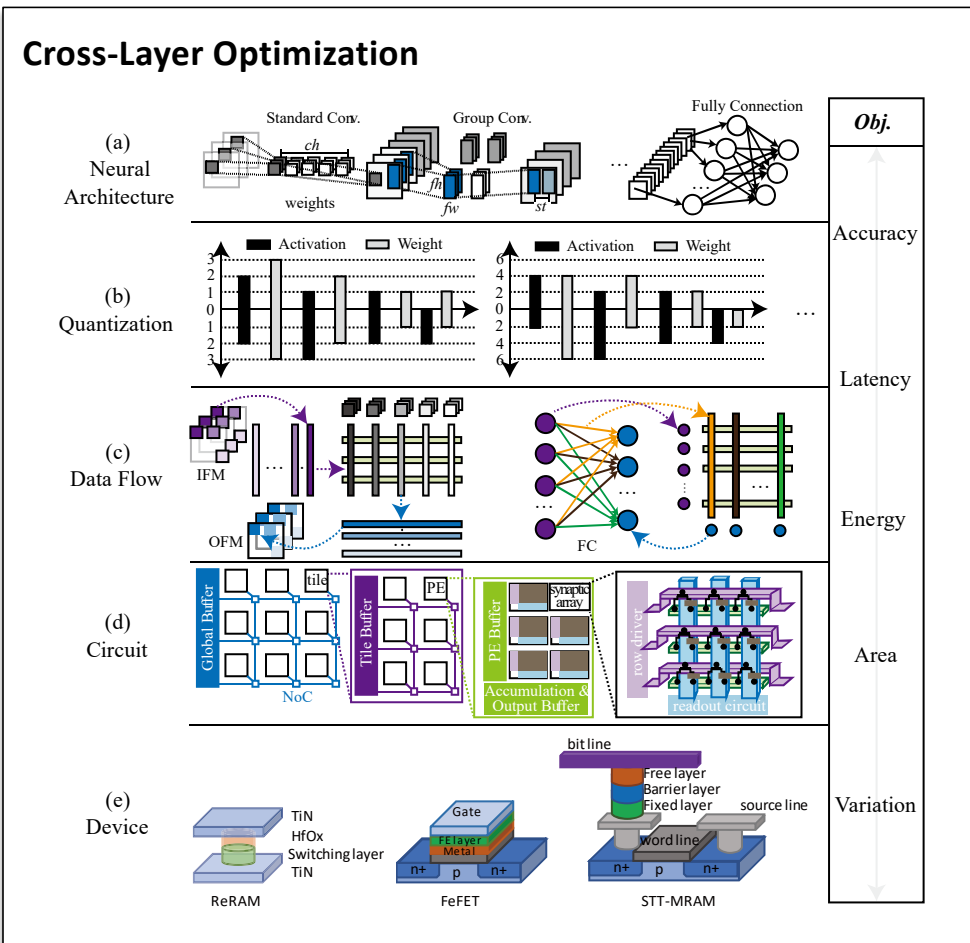 Cross-Layer Optimization
Obj.
Accuracy
Latency
Energy
Area
Variation
(a)
Neural
Architecture
Standard Conv.
ch
weights
Group Conv.
fh
fw
st
...
Fully Connection
...
(b)
Quantization
Activation
Weight
3
2
1
0
1
2
3
Activation
Weight
6
4
2
0
2
4
6
...
(c)
Data Flow
IFM
...
OFM
...
...
FC
...
(d)
Circuit
Global Buffer
tile
NoC
Tile Buffer
PE
PE Buffer
synaptic
array
Accumulation &
Output Buffer
row driver
readout circuit
(e)
Device
TiN
HfOx
Switching layer
TiN
ReRAM
Gate
FE layer
Metal
n+
p
n+
FeFET
bit line
Free layer
Barrier layer
Fixed layer
source line
word line
n+
p
n+
STT-MRAM